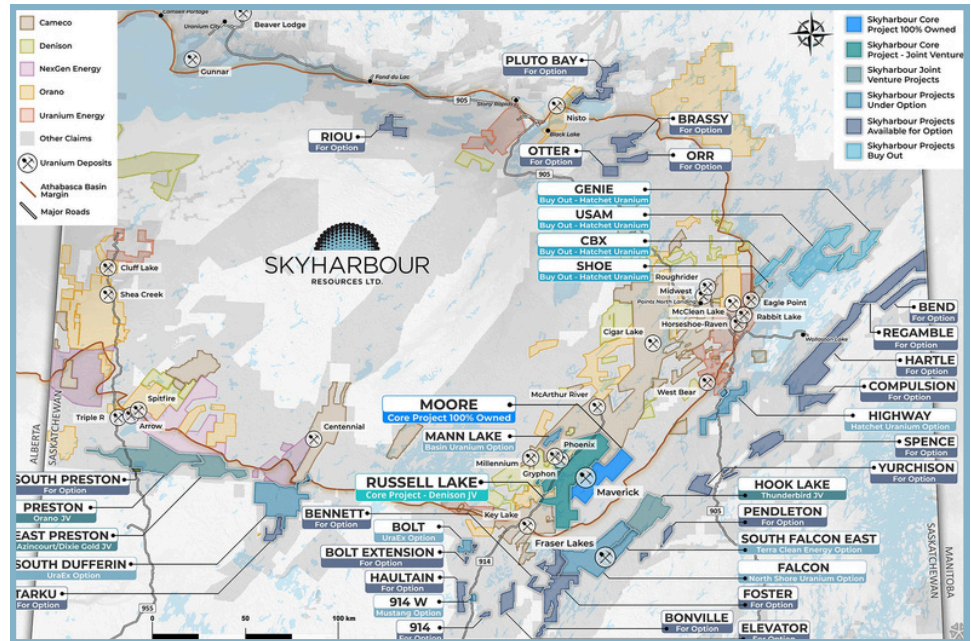 Cameco
Denison
NexGen Energy
Orano
Uranium Energy
Other Claims
Uranium Deposits
Athabasca Basin
Margin
Major Roads
Skyharbour Core
Project 100% Owned
Skyharbour Core
Project - Joint Venture
Skyharbour Joint
Venture Projects
Skyharbour Projects
Under Option
Skyharbour Projects
Available for Option
Skyharbour Projects
Buy Out
Uranium City
Beaver Lodge
Gunnar
Fond du Lac
905
Stony Rapids
PLUTO BAY
For Option
Nisto
Black Lake
BRASSY
For Option
RIOU
For Option
OTTER
For Option
ORR
For Option
905
GENIE
Buy Out - Hatchet Uranium
USAM
Buy Out - Hatchet Uranium
CBX
Buy Out - Hatchet Uranium
SHOE
Buy Out - Hatchet Uranium
SKYHARBOUR
RESOURCES LTD.
Cluff Lake
Shea Creek
Roughrider
Midwest
Points North Landing
McClean Lake
Horseshoe-Raven
Eagle Point
Rabbit Lake
Cigar Lake
Wollaston Lake
BEND
For Option
REGAMBLE
For Option
HARTLE
For Option
COMPULSION
For Option
HIGHWAY
Hatchet Uranium Option
SPENCE
For Option
YURCHISON
For Option
West Bear
McArthur River
Spitfire
Triple R
Arrow
Centennial
ALBERTA
SASKATCHEWAN
MOORE
Core Project 100% Owned
MANN LAKE
Basin Uranium Option
Phoenix
Millennium
Gryphon
RUSSELL LAKE
Core Project - Denison JV
Maverick
Key Lake
Fraser Lakes
SOUTH PRESTON
For Option
PRESTON
Orano JV
EAST PRESTON
Azincourt/Dixie Gold JV
SOUTH DUFFERIN
UraEx Option
TARKU
For Option
955
BENNETT
For Option
BOLT
UraEx Option
BOLT EXTENSION
For Option
HAULTAIN
For Option
914 W
Mustang Option
914
For Option
914
HOOK LAKE
Thunderbird JV
PENDLETON
For Option
SOUTH FALCON EAST
Terra Clean Energy Option
FALCON
North Shore Uranium Option
FOSTER
For Option
BONVILLE
For Option
ELEVATOR
For Option
905
SASKATCHEWAN
MANITOBA
0
50
100 km